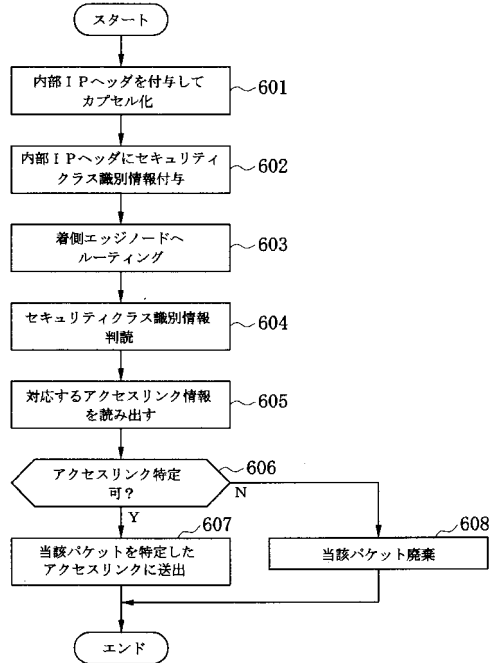 スタート
内部ＩＰヘッダを付与して
カプセル化
601
内部ＩＰヘッダにセキュリティ
クラス識別情報付与
602
着側エッジノードへ
ルーティング
603
セキュリティクラス識別情報
判読
604
対応するアクセスリンク情報
を読み出す
605
アクセスリンク特定
可？
606
N
Y
607
当該パケットを特定した
アクセスリンクに送出
608
当該パケット廃棄
エンド